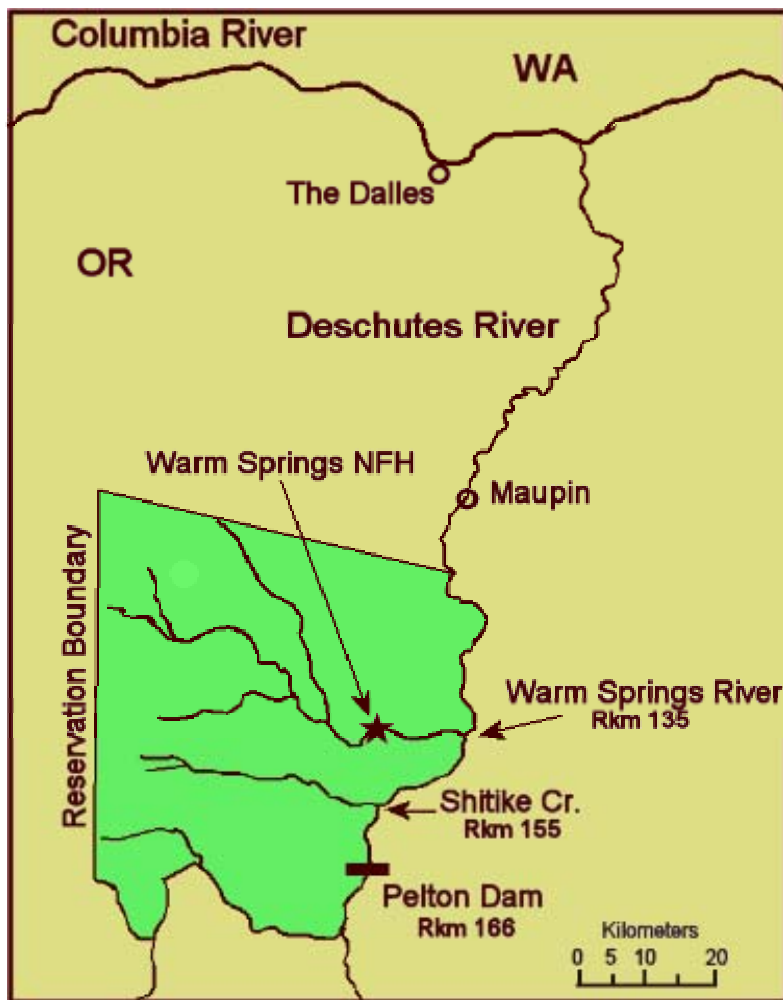 Columbia River
WA
The Dalles
OR
Deschutes River
Warm Springs NFH
Maupin
Reservation Boundary
Warm Springs River
Rkm 135
Shitike Cr.
Rkm 155
Pelton Dam
Rkm 166
Kilometers
0 5 10 20